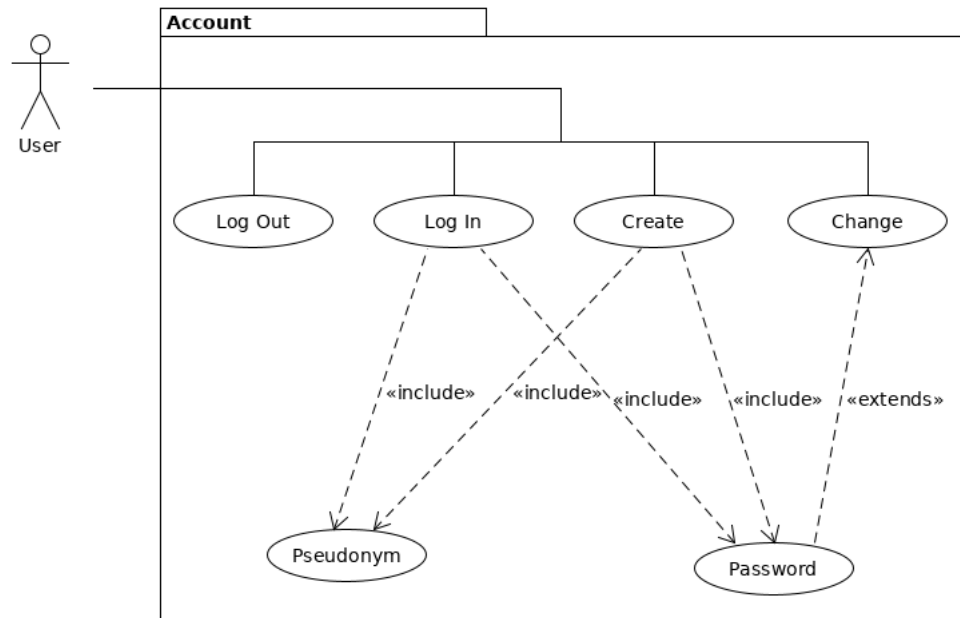 Account
User
Log Out
Log In
Create
Change
«include»
«include»
«include»
«include»
«extends»
Pseudonym
Password